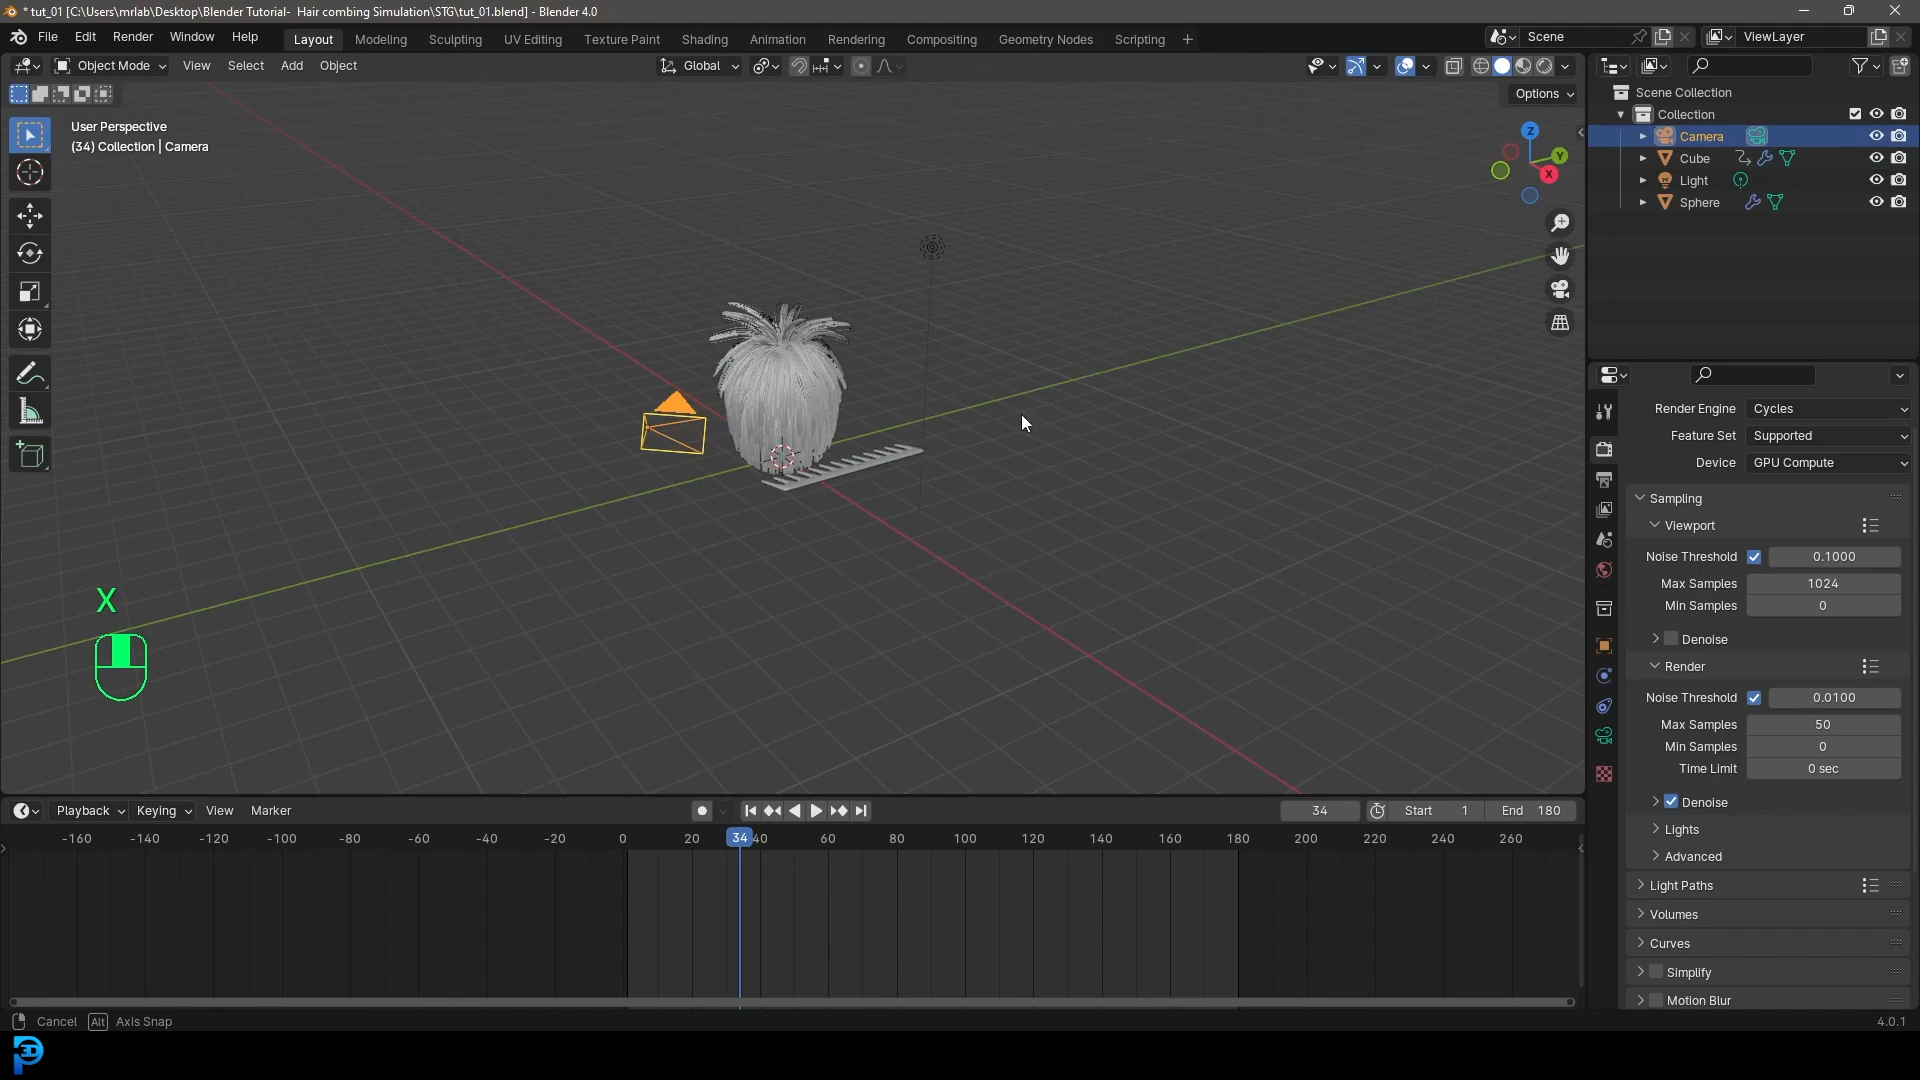 * tut_01 [C:\Users\mrlab\Desktop\Blender Tutorial-  Hair combing Simulation\STG\tut_01.blend] - Blender 4.0
File Edit Render Window Help Layout Modeling Sculpting UV Editing Texture Paint Shading Animation Rendering Compositing Geometry Nodes Scripting + Scene ViewLayer
Object Mode View Select Add Object Global
Options
User Perspective
(34) Collection | Camera
Z
Y
X
Scene Collection
Collection
Camera
Cube
Light
Sphere
Render Engine Cycles
Feature Set Supported
Device GPU Compute
Sampling
Viewport
Noise Threshold 0.1000
Max Samples 1024
Min Samples 0
Denoise
Render
Noise Threshold 0.0100
Max Samples 50
Min Samples 0
Time Limit 0 sec
Denoise
Lights
Advanced
Light Paths
Volumes
Curves
Simplify
Motion Blur
X
Playback Keying View Marker 34 Start 1 End 180
-160 -140 -120 -100 -80 -60 -40 -20 0 20 34 40 60 80 100 120 140 160 180 200 220 240 260
Cancel Alt Axis Snap 4.0.1
3D